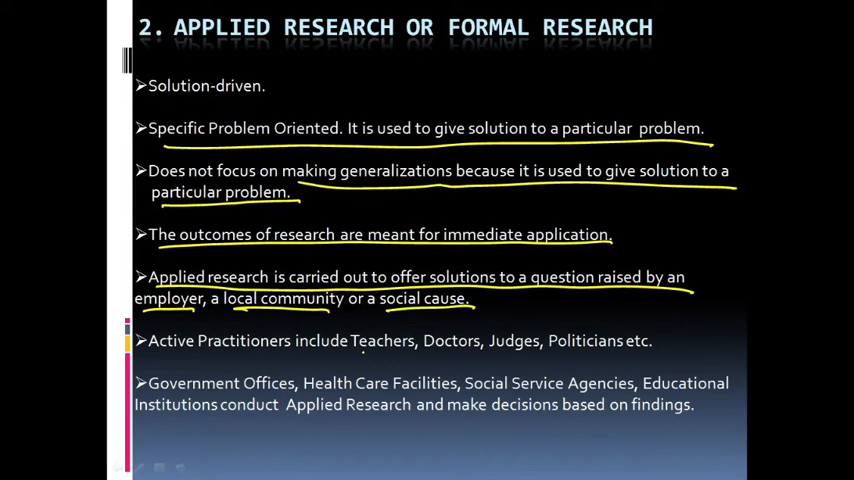 2. APPLIED RESEARCH OR FORMAL RESEARCH
➢Solution-driven.
➢Specific Problem Oriented. It is used to give solution to a particular problem.
➢Does not focus on making generalizations because it is used to give solution to a
particular problem.
➢The outcomes of research are meant for immediate application.
➢Applied research is carried out to offer solutions to a question raised by an
employer, a local community or a social cause.
➢Active Practitioners include Teachers, Doctors, Judges, Politicians etc.
➢Government Offices, Health Care Facilities, Social Service Agencies, Educational
Institutions conduct Applied Research and make decisions based on findings.